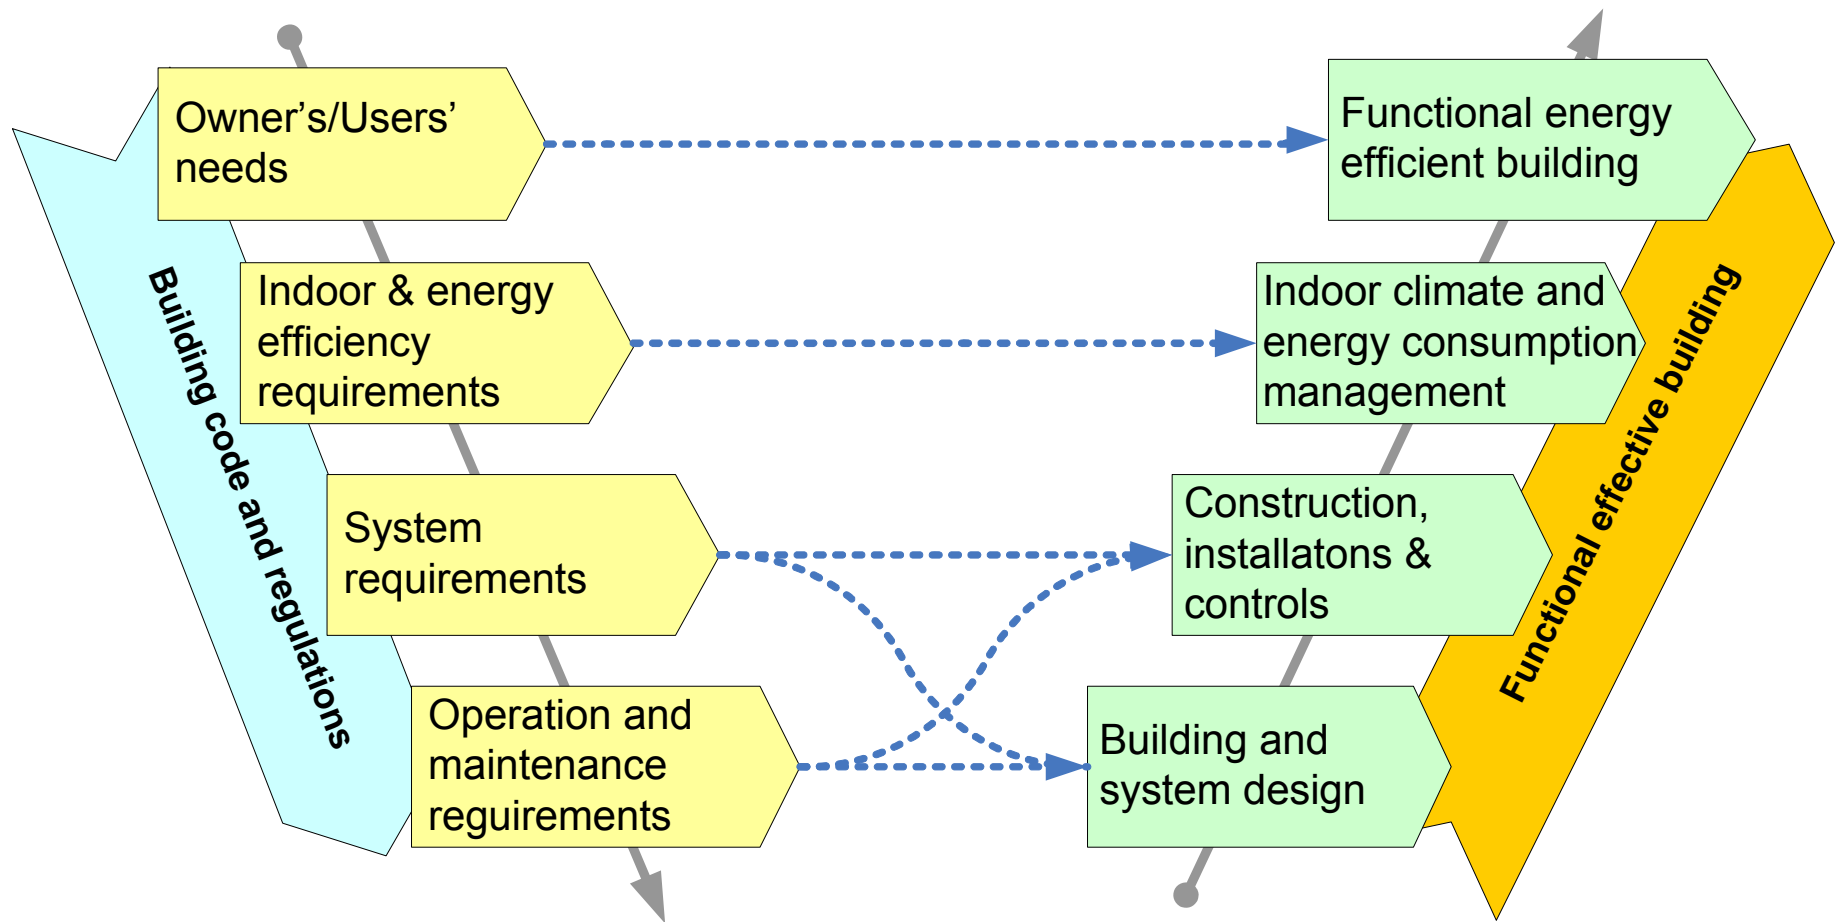 Owner's/Users'
needs
Functional energy
efficient building
Building code and regulations
Indoor & energy
efficiency
requirements
Indoor climate and
energy consumption
management
Functional effective building
System
requirements
Construction,
installatons &
controls
Operation and
maintenance
reguirements
Building and
system design